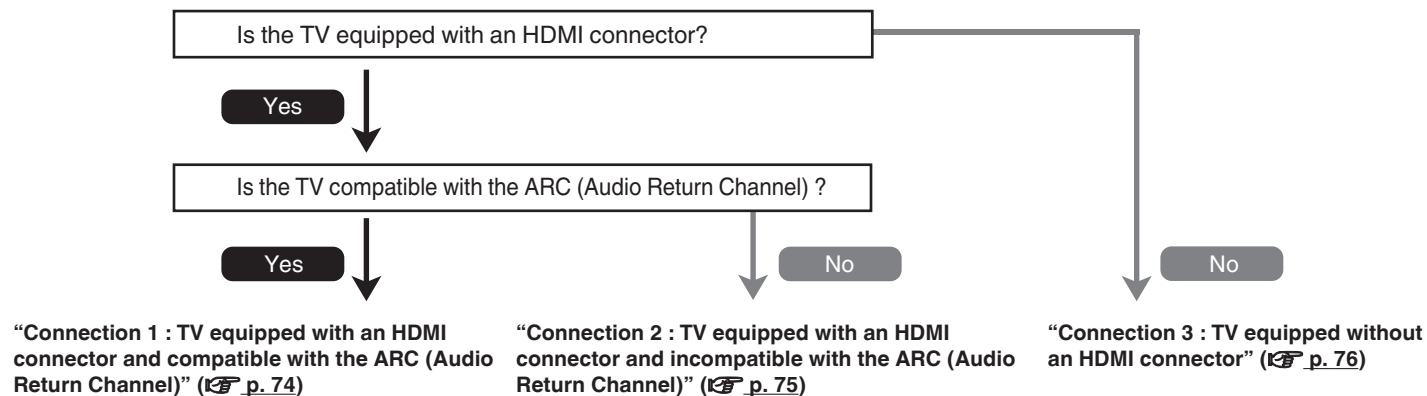 Is the TV equipped with an HDMI connector?
Yes
Is the TV compatible with the ARC (Audio Return Channel) ?
Yes
No
No
“Connection 1 : TV equipped with an HDMI
connector and compatible with the ARC (Audio
Return Channel)” (☞ p. 74)
“Connection 2 : TV equipped with an HDMI
connector and incompatible with the ARC (Audio
Return Channel)” (☞ p. 75)
“Connection 3 : TV equipped without
an HDMI connector” (☞ p. 76)